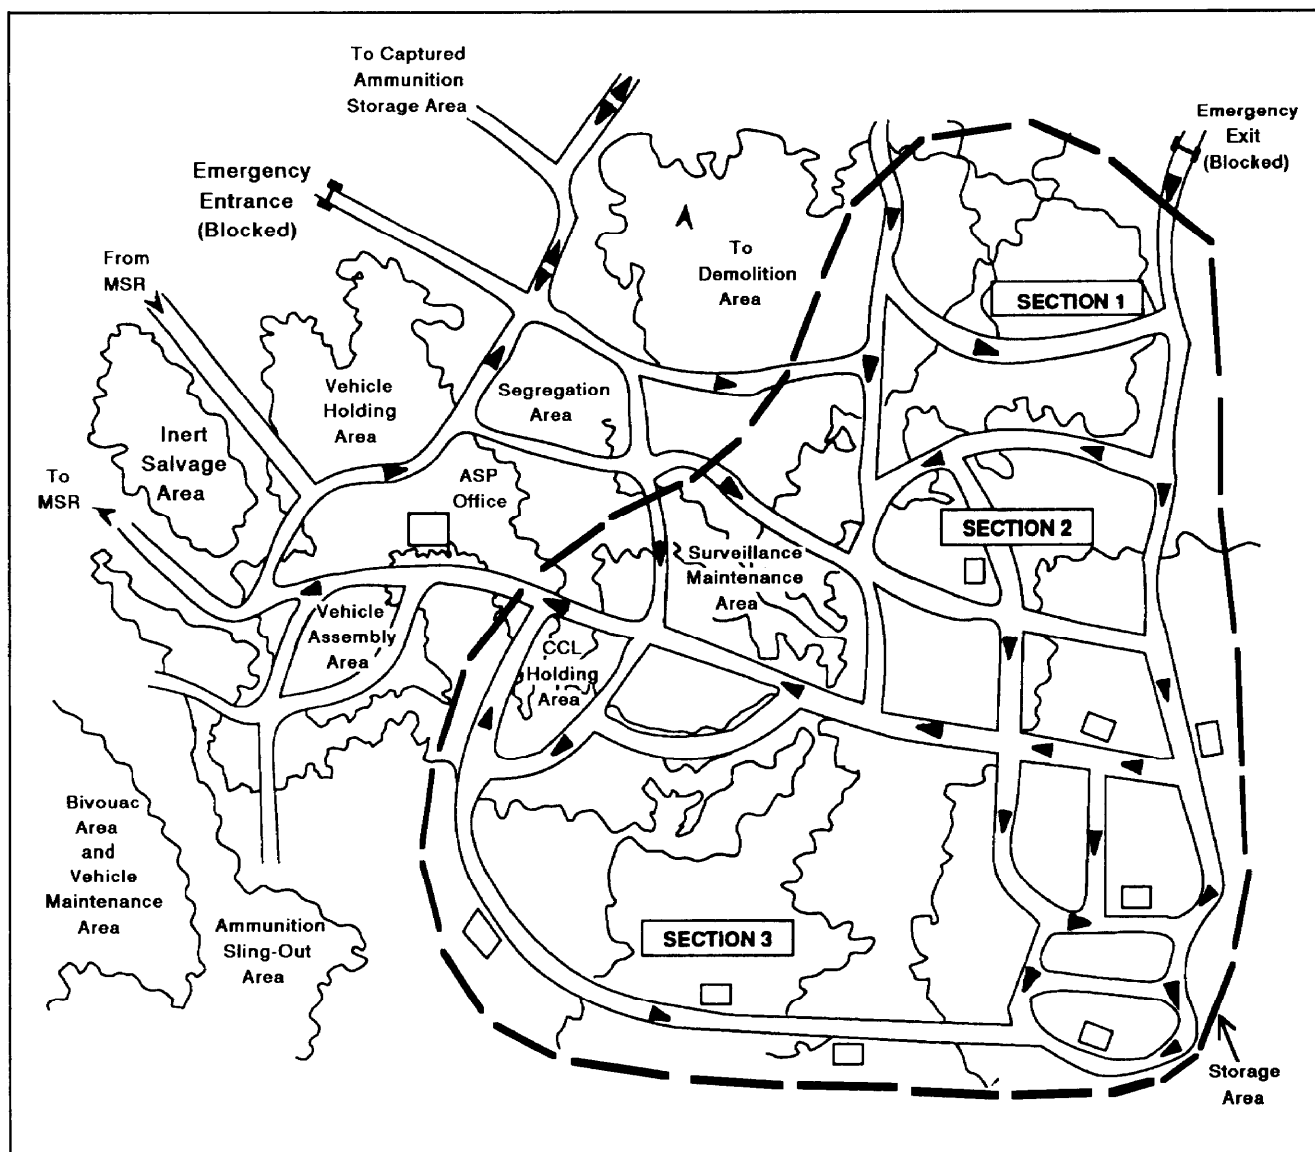 To Captured
Ammunition
Storage Area
Emergency
Exit
(Blocked)
Emergency
Entrance
(Blocked)
From
MSR
To
Demolition
Area
SECTION 1
Vehicle
Holding
Area
Segregation
Area
Inert
Salvage
Area
To
MSR
ASP
Office
SECTION 2
Surveillance
Maintenance
Area
Vehicle
Assembly
Area
CCL
Holding
Area
Bivouac
Area
and
Vehicle
Maintenance
Area
Ammunition
Sling-Out
Area
SECTION 3
Storage
Area